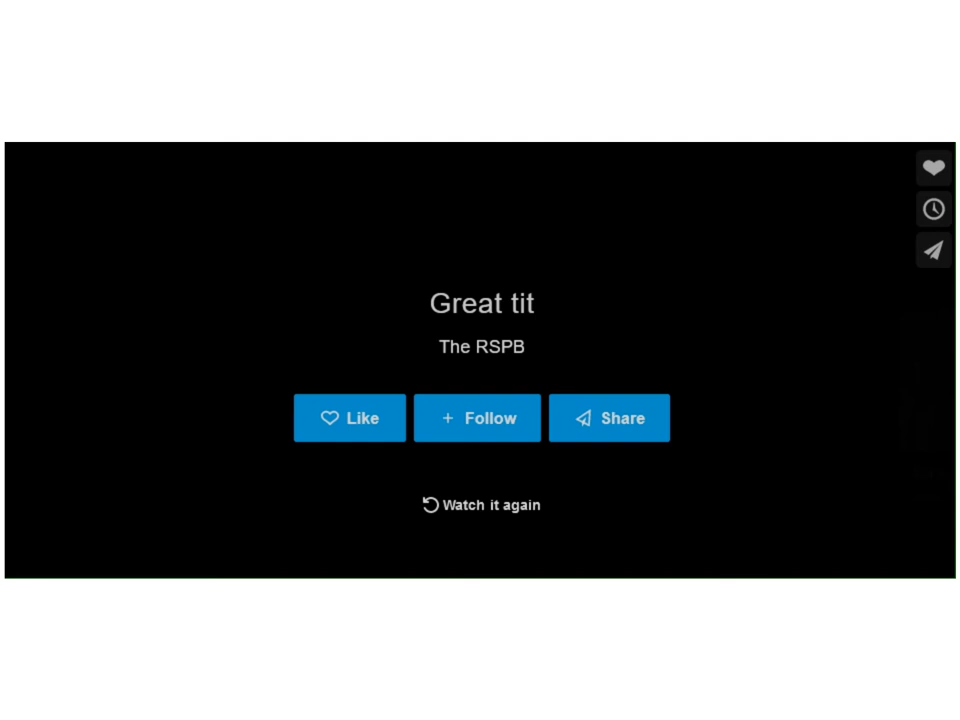 Great tit
The RSPB
Like
+ Follow
Share
Watch it again